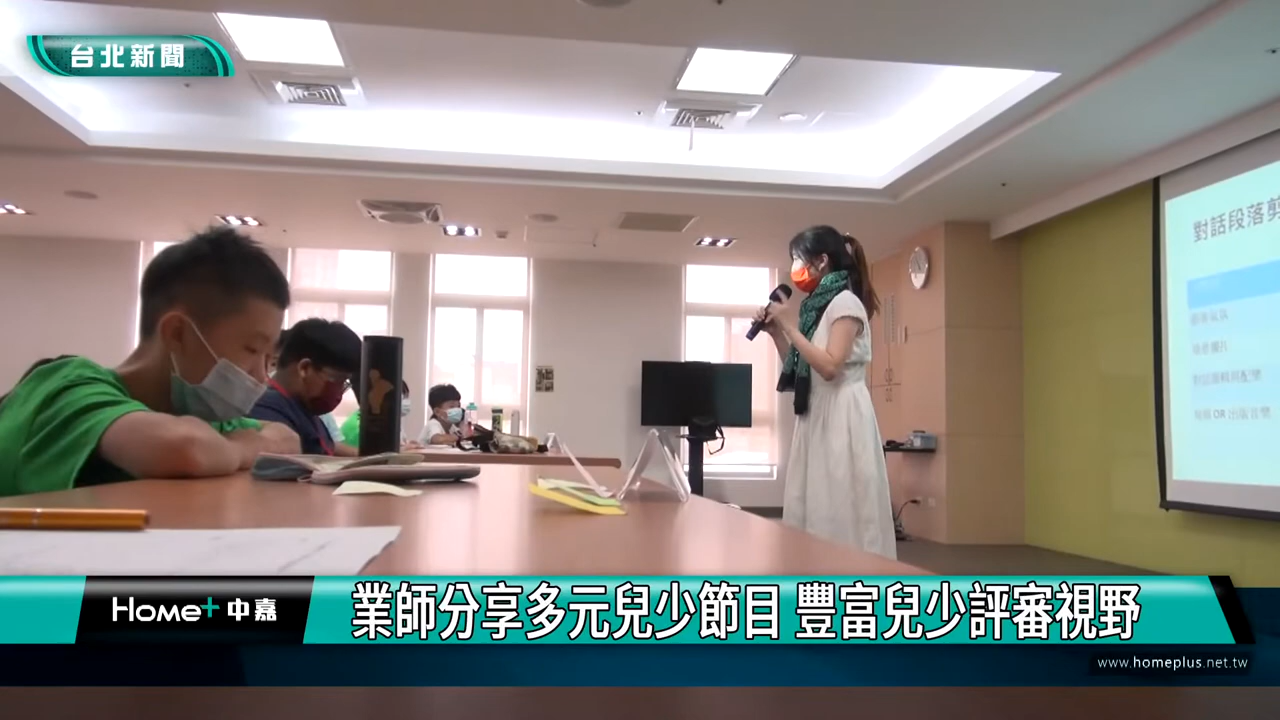 台北新聞
對話段落剪
Home+ 中嘉
業師分享多元兒少節目 豐富兒少評審視野
www.homeplus.net.tw